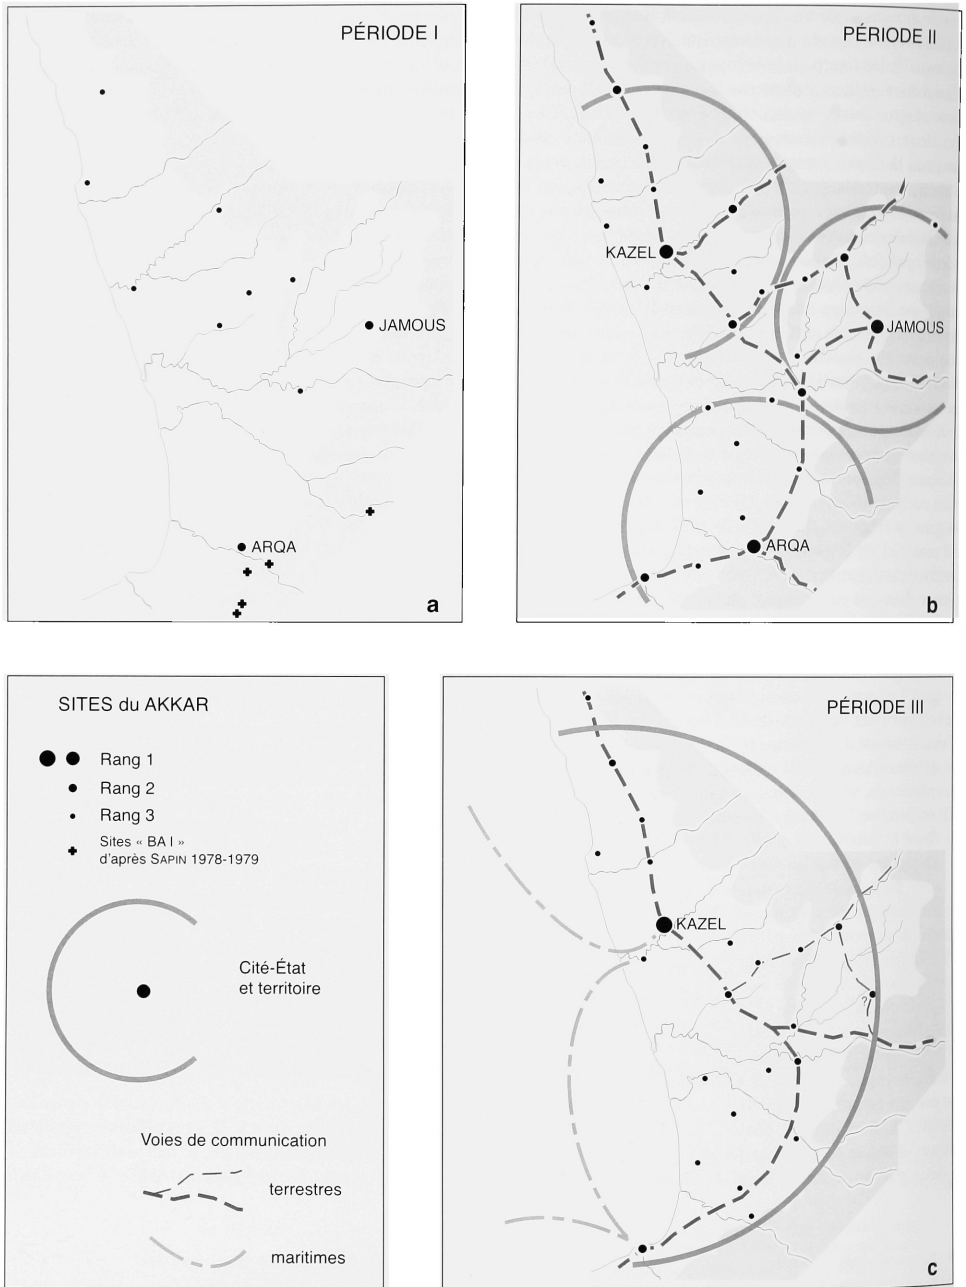 PÉRIODE I
JAMOUS
ARQA
a
PÉRIODE II
KAZEL
JAMOUS
ARQA
b
SITES du AKKAR
Rang 1
Rang 2
Rang 3
Sites « BA I »
d'après SAPIN 1978-1979
Cité-État
et territoire
Voies de communication
terrestres
maritimes
PÉRIODE III
KAZEL
?
c